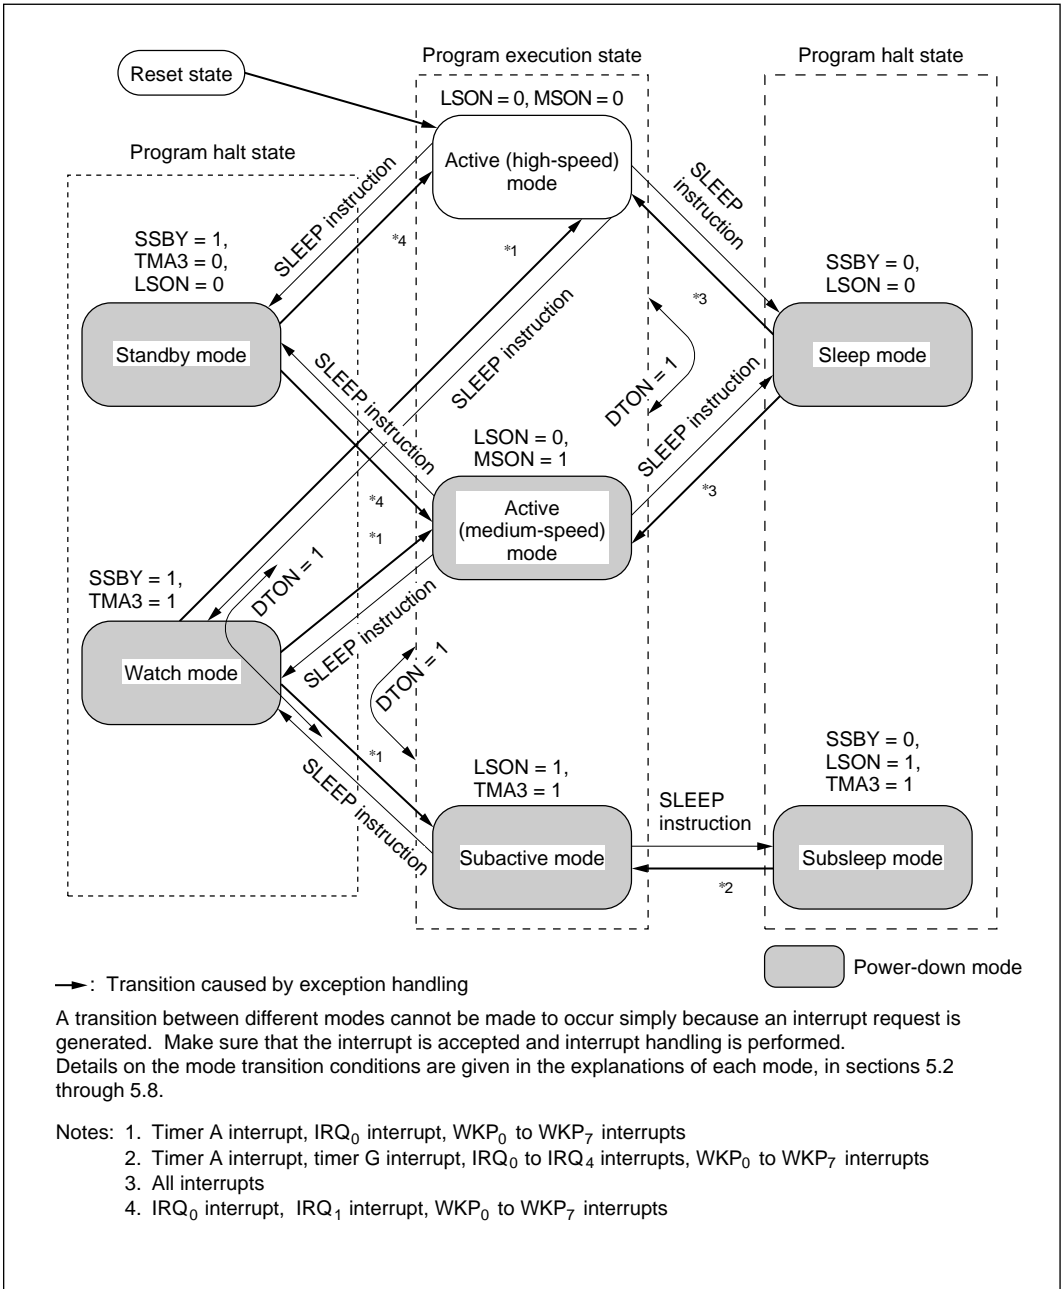 Program execution state
Program halt state
Reset state
LSON = 0, MSON = 0
Active (high-speed)
mode
Program halt state
SLEEP instruction
SLEEP
instruction
*4
*1
*3
SSBY = 1,
TMA3 = 0,
LSON = 0
SSBY = 0,
LSON = 0
Standby mode
Sleep mode
SLEEP instruction
SLEEP instruction
DTON = 1
SLEEP instruction
LSON = 0,
MSON = 1
Active
(medium-speed)
mode
*4
*1
*3
SSBY = 1,
TMA3 = 1
DTON = 1
SLEEP instruction
Watch mode
DTON = 1
*1
SLEEP instruction
LSON = 1,
TMA3 = 1
SSBY = 0,
LSON = 1,
TMA3 = 1
SLEEP
instruction
Subactive mode
Subsleep mode
*2
Power-down mode
: Transition caused by exception handling
A transition between different modes cannot be made to occur simply because an interrupt request is
generated. Make sure that the interrupt is accepted and interrupt handling is performed.
Details on the mode transition conditions are given in the explanations of each mode, in sections 5.2
through 5.8.
Notes: 1. Timer A interrupt, IRQ0 interrupt, WKP0 to WKP7 interrupts
2. Timer A interrupt, timer G interrupt, IRQ0 to IRQ4 interrupts, WKP0 to WKP7 interrupts
3. All interrupts
4. IRQ0 interrupt, IRQ1 interrupt, WKP0 to WKP7 interrupts